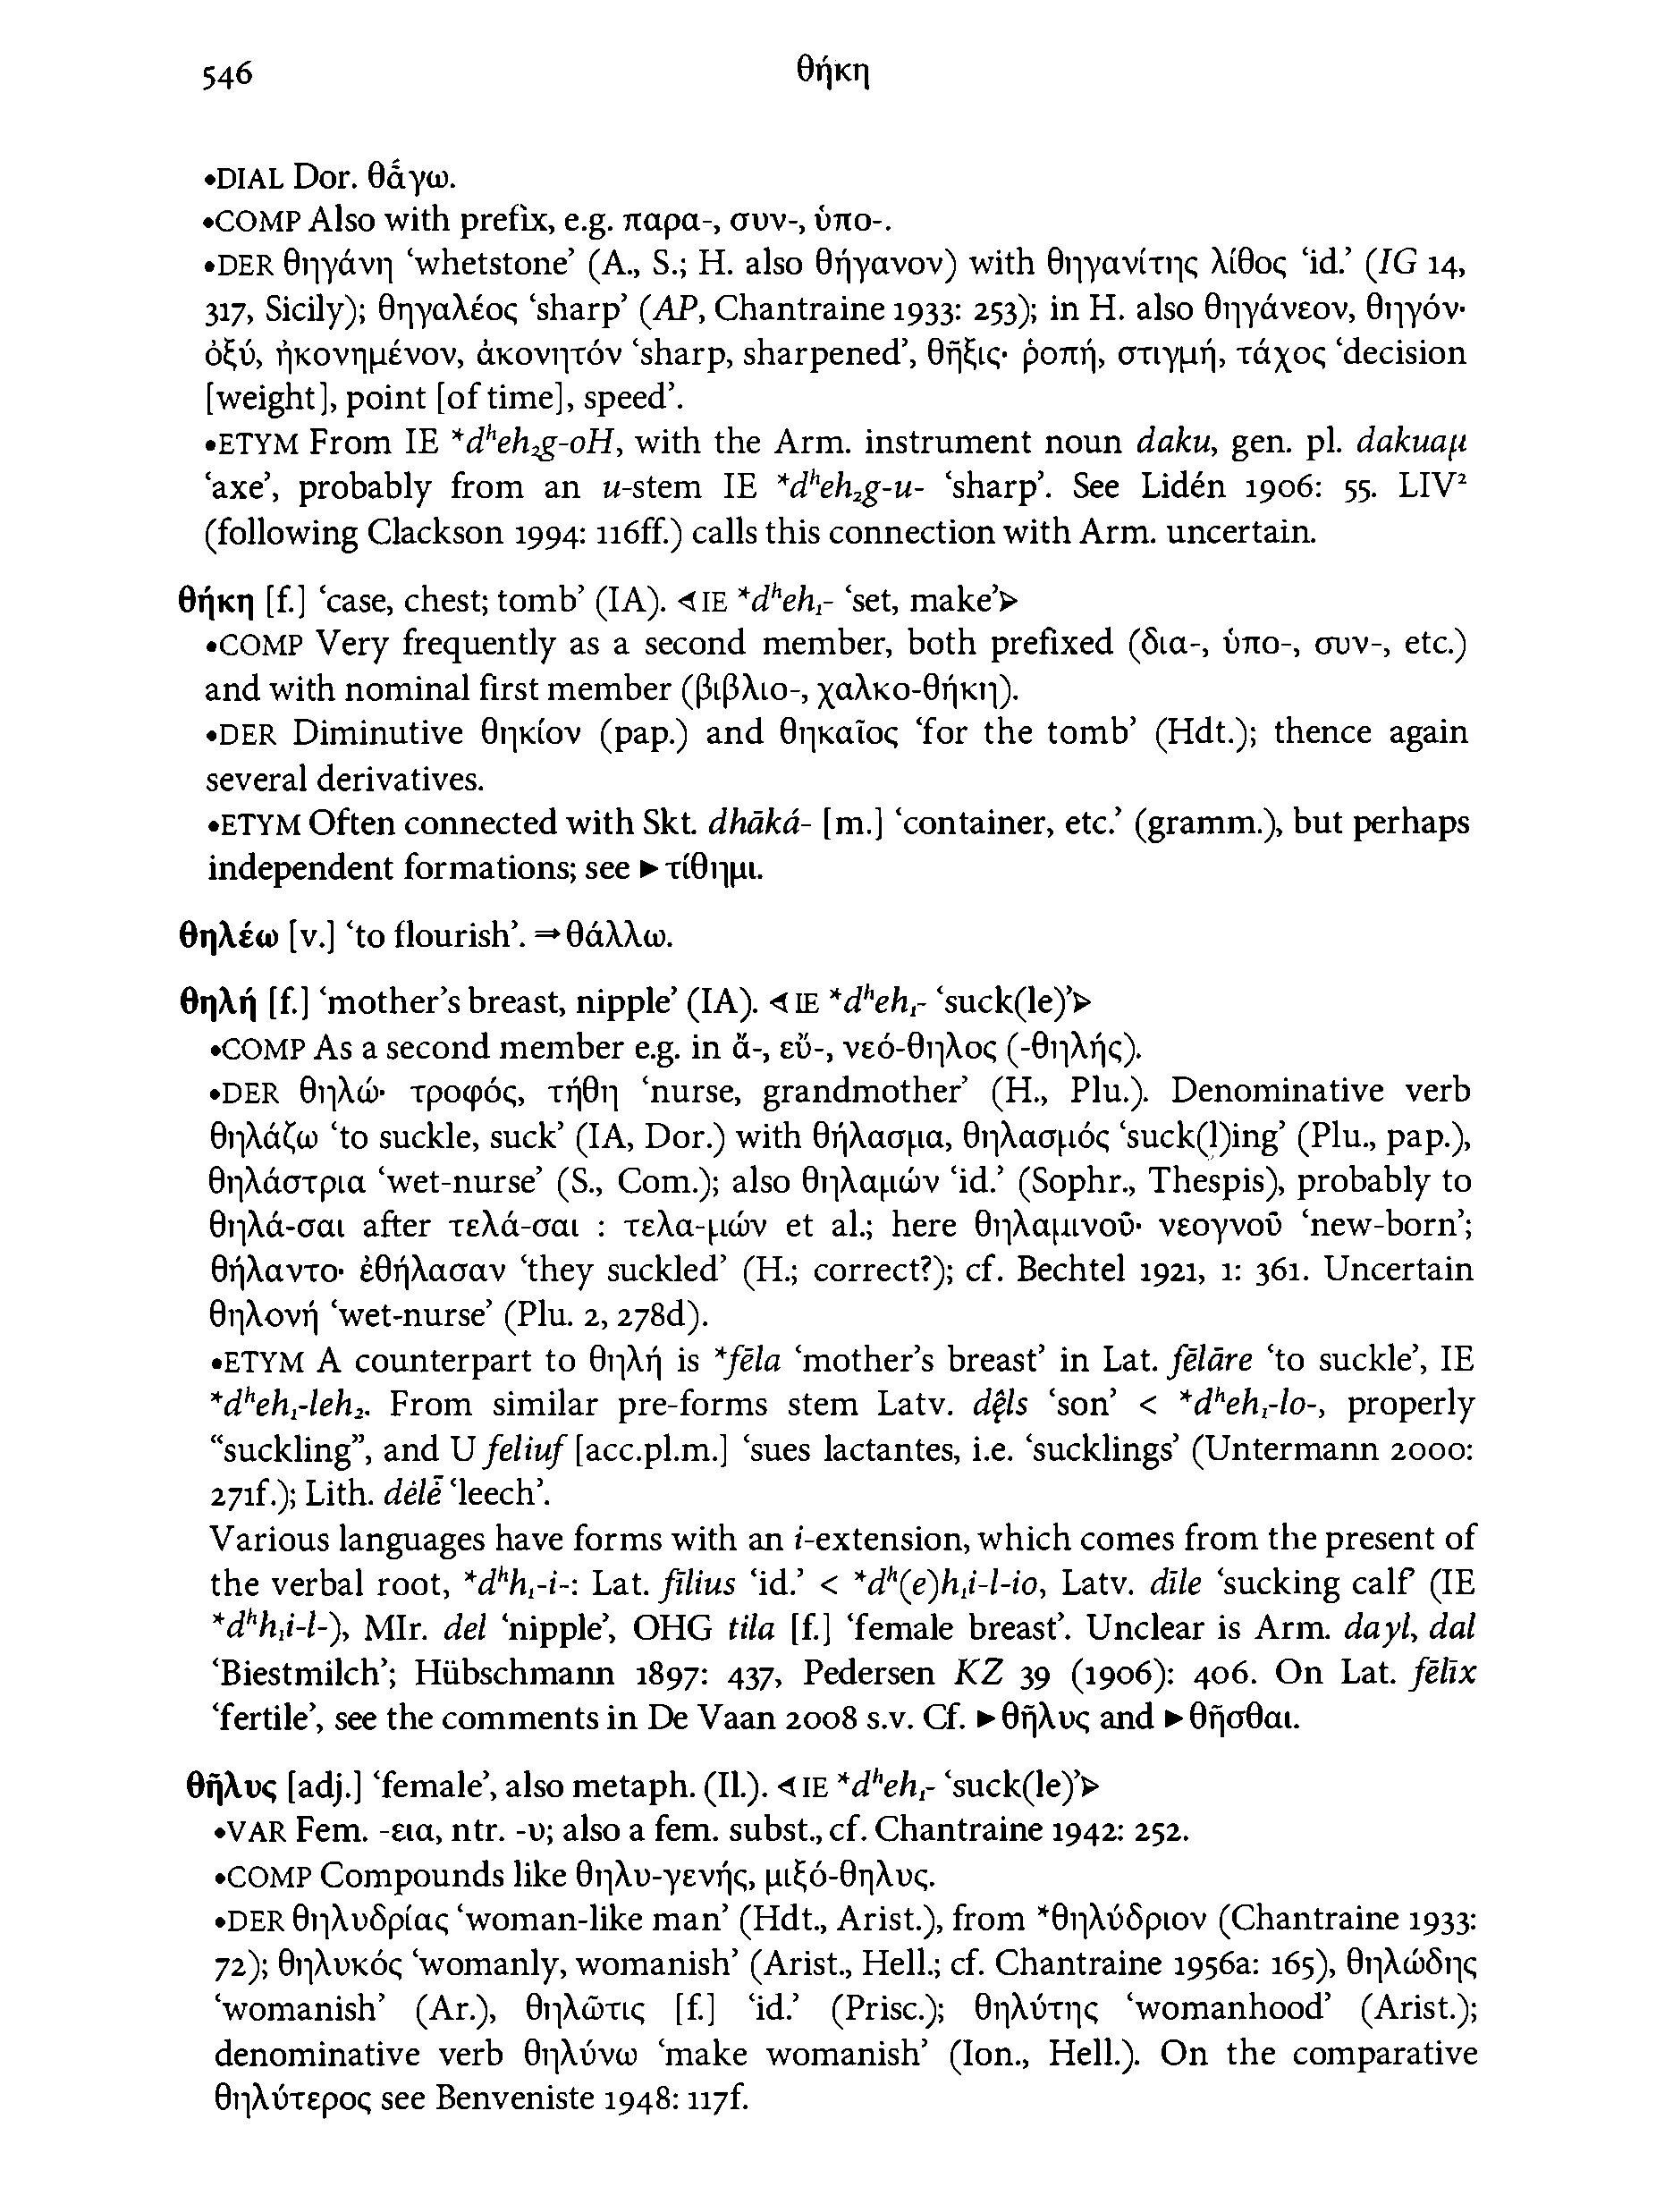 546 θήκη
•DIAL Dor. θά̄γω.
•COMP Also with prefix, e.g. παρα-, συν-, ὑπο-.
•DER θηγάνη ‘whetstone’ (A., S.; H. also θήγανον) with θηγανίτης λίθος ‘id.’ (IG 14,
317, Sicily); θηγαλέος ‘sharp’ (AP, Chantraine 1933: 253); in H. also θηγάνεον, θηγόν·
ὀξύ, ἠκονημένον, ἀκονητόν ‘sharp, sharpened’, θῆξις· ῥοπή, στιγμή, τάχος ‘decision
[weight], point [of time], speed’.
•ETYM From IE *dʰeh₂g-oH, with the Arm. instrument noun daku, gen. pl. dakuaμ
‘axe’, probably from an u-stem IE *dʰeh₂g-u- ‘sharp’. See Lidén 1906: 55. LIV²
(following Clackson 1994: 116ff.) calls this connection with Arm. uncertain.
θήκη [f.] ‘case, chest; tomb’ (IA). ◁ IE *dʰeh₁- ‘set, make’▷
•COMP Very frequently as a second member, both prefixed (δια-, ὑπο-, συν-, etc.)
and with nominal first member (βιβλιο-, χαλκο-θήκη).
•DER Diminutive θηκίον (pap.) and θηκαῖος ‘for the tomb’ (Hdt.); thence again
several derivatives.
•ETYM Often connected with Skt. dhāká- [m.] ‘container, etc.’ (gramm.), but perhaps
independent formations; see ►τίθημι.
θηλέω [v.] ‘to flourish’. ⇒θάλλω.
θηλή [f.] ‘mother’s breast, nipple’ (IA). ◁ IE *dʰeh₁- ‘suck(le)’▷
•COMP As a second member e.g. in ἄ-, εὔ-, νεό-θηλος (-θηλής).
•DER θηλώ· τροφός, τήθη ‘nurse, grandmother’ (H., Plu.). Denominative verb
θηλάζω ‘to suckle, suck’ (IA, Dor.) with θήλασμα, θηλασμός ‘suck(l)ing’ (Plu., pap.),
θηλάστρια ‘wet-nurse’ (S., Com.); also θηλαμών ‘id.’ (Sophr., Thespis), probably to
θηλά-σαι after τελά-σαι : τελα-μών et al.; here θηλαμινοῦ· νεογνοῦ ‘new-born’;
θήλαντο· ἐθήλασαν ‘they suckled’ (H.; correct?); cf. Bechtel 1921, 1: 361. Uncertain
θηλονή ‘wet-nurse’ (Plu. 2, 278d).
•ETYM A counterpart to θηλή is *fēla ‘mother’s breast’ in Lat. fēlāre ‘to suckle’, IE
*dʰeh₁-leh₂. From similar pre-forms stem Latv. dę̂ls ‘son’ < *dʰeh₁-lo-, properly
“suckling”, and U feliuf [acc.pl.m.] ‘sues lactantes, i.e. ‘sucklings’ (Untermann 2000:
271f.); Lith. dėlė̃ ‘leech’.
Various languages have forms with an i-extension, which comes from the present of
the verbal root, *dʰh₁-i-: Lat. fīlius ‘id.’ < *dʰ(e)h₁i-l-io, Latv. dīle ‘sucking calf’ (IE
*dʰh₁i-l-), MIr. del ‘nipple’, OHG tila [f.] ‘female breast’. Unclear is Arm. dayl, dal
‘Biestmilch’; Hübschmann 1897: 437, Pedersen KZ 39 (1906): 406. On Lat. fēlīx
‘fertile’, see the comments in De Vaan 2008 s.v. Cf. ►θῆλυς and ►θῆσθαι.
θῆλυς [adj.] ‘female’, also metaph. (Il.). ◁ IE *dʰeh₁- ‘suck(le)’▷
•VAR Fem. -εια, ntr. -υ; also a fem. subst., cf. Chantraine 1942: 252.
•COMP Compounds like θηλυ-γενής, μιξό-θηλυς.
•DER θηλυδρίας ‘woman-like man’ (Hdt., Arist.), from *θηλύδριον (Chantraine 1933:
72); θηλυκός ‘womanly, womanish’ (Arist., Hell.; cf. Chantraine 1956a: 165), θηλώδης
‘womanish’ (Ar.), θηλῶτις [f.] ‘id.’ (Prisc.); θηλύτης ‘womanhood’ (Arist.);
denominative verb θηλύνω ‘make womanish’ (Ion., Hell.). On the comparative
θηλύτερος see Benveniste 1948: 117f.